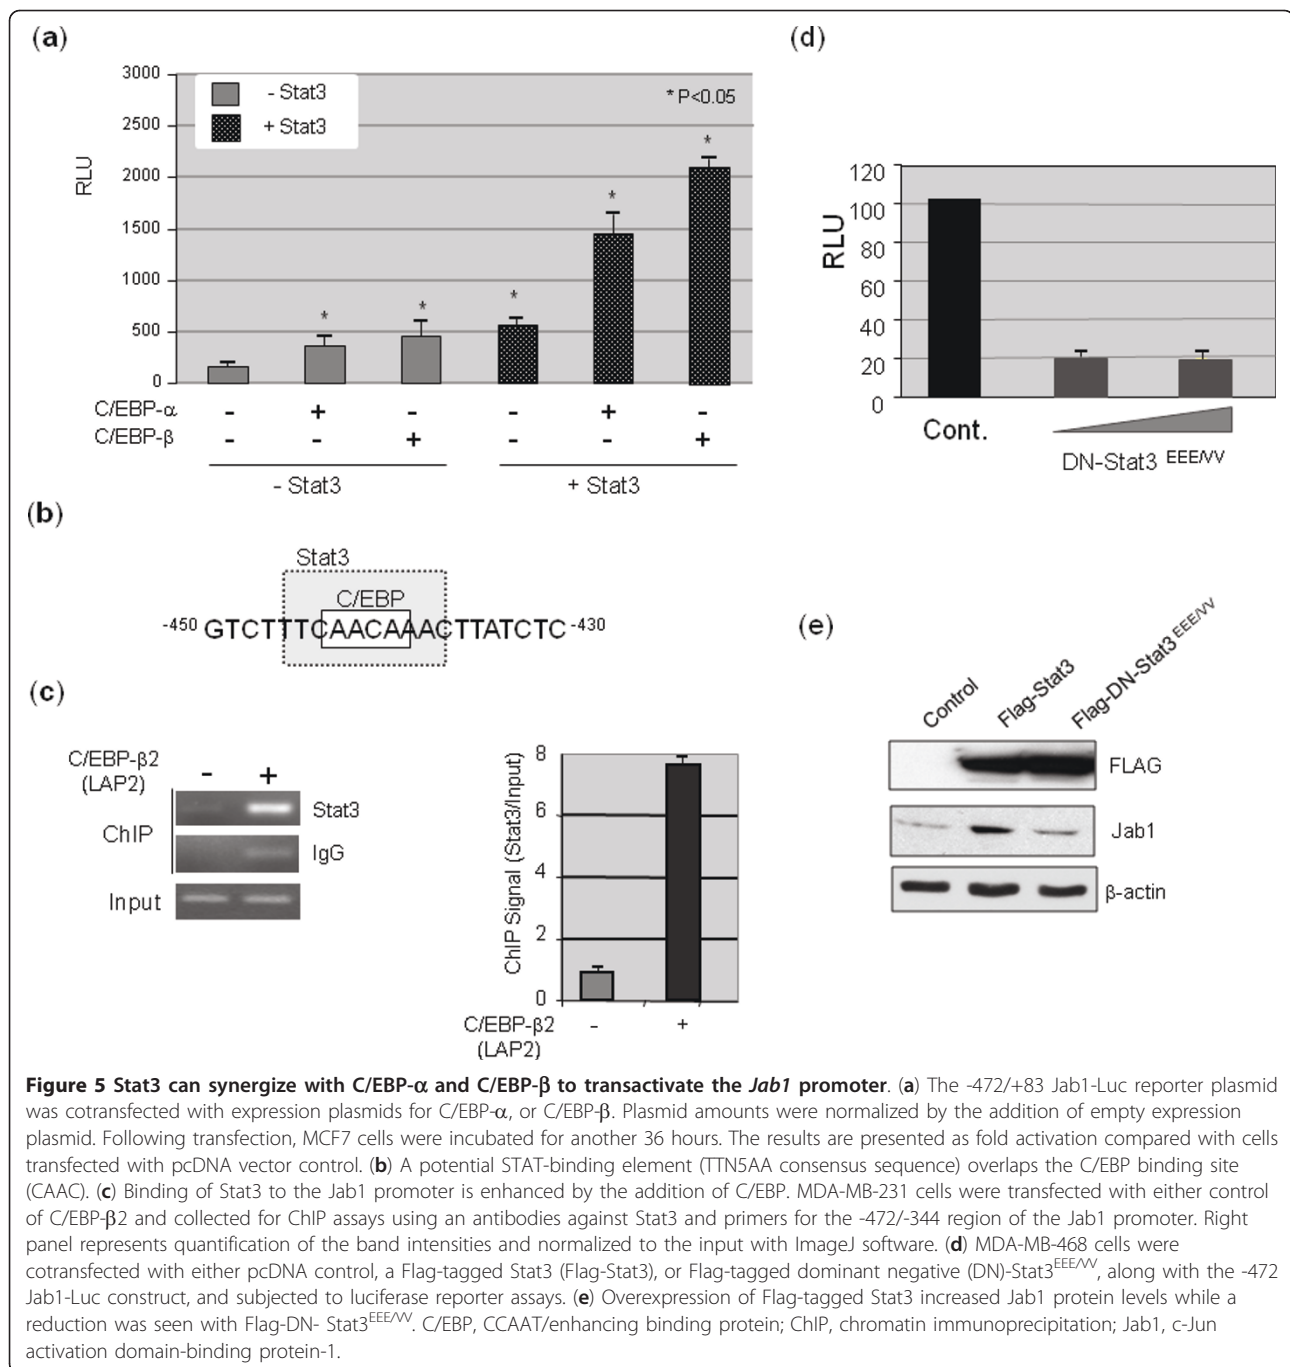 (a)
3000
2500
2000
1500
1000
500
0
RLU
- Stat3
+ Stat3
* P<0.05
*
*
*
*
*
C/EBP-α - + - - + -
C/EBP-β - - + - - +
- Stat3
+ Stat3
(d)
120
100
80
60
40
20
0
RLU
Cont.
DN-Stat3 EEE/VV
(b)
Stat3
C/EBP
-450 GTCTTTCAACAAACTTATCTC -430
(c)
C/EBP-β2
(LAP2)
- +
ChIP
Stat3
IgG
Input
8
6
4
2
0
ChIP Signal (Stat3/Input)
C/EBP-β2
(LAP2)
- +
(e)
Control
Flag-Stat3
Flag-DN-Stat3 EEE/VV
FLAG
Jab1
β-actin
Figure 5 Stat3 can synergize with C/EBP-α and C/EBP-β to transactivate the Jab1 promoter. (a) The -472/+83 Jab1-Luc reporter plasmid
was cotransfected with expression plasmids for C/EBP-α, or C/EBP-β. Plasmid amounts were normalized by the addition of empty expression
plasmid. Following transfection, MCF7 cells were incubated for another 36 hours. The results are presented as fold activation compared with cells
transfected with pcDNA vector control. (b) A potential STAT-binding element (TTN5AA consensus sequence) overlaps the C/EBP binding site
(CAAC). (c) Binding of Stat3 to the Jab1 promoter is enhanced by the addition of C/EBP. MDA-MB-231 cells were transfected with either control
of C/EBP-β2 and collected for ChIP assays using an antibodies against Stat3 and primers for the -472/-344 region of the Jab1 promoter. Right
panel represents quantification of the band intensities and normalized to the input with ImageJ software. (d) MDA-MB-468 cells were
cotransfected with either pcDNA control, a Flag-tagged Stat3 (Flag-Stat3), or Flag-tagged dominant negative (DN)-Stat3EEE/VV, along with the -472
Jab1-Luc construct, and subjected to luciferase reporter assays. (e) Overexpression of Flag-tagged Stat3 increased Jab1 protein levels while a
reduction was seen with Flag-DN- Stat3EEE/VV. C/EBP, CCAAT/enhancing binding protein; ChIP, chromatin immunoprecipitation; Jab1, c-Jun
activation domain-binding protein-1.